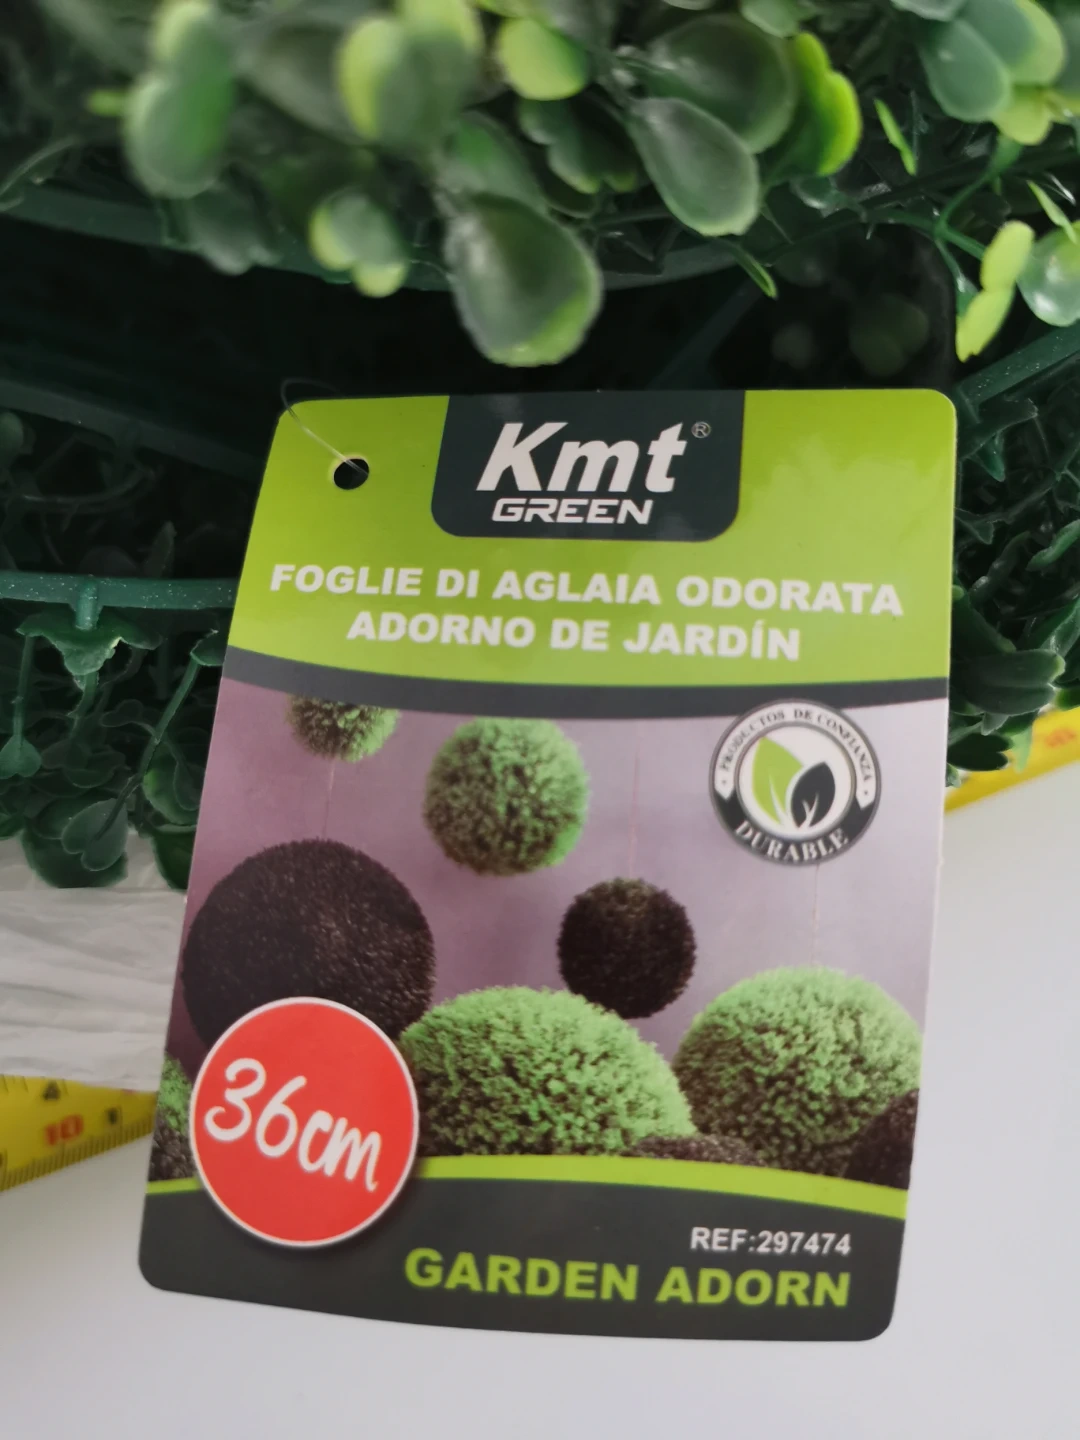 Kmt®
GREEN
FOGLIE DI AGLAIA ODORATA
ADORNO DE JARDÍN
PRODUCTOS DE CONFIANZA
DURABLE
36cm
10
REF:297474
GARDEN ADORN